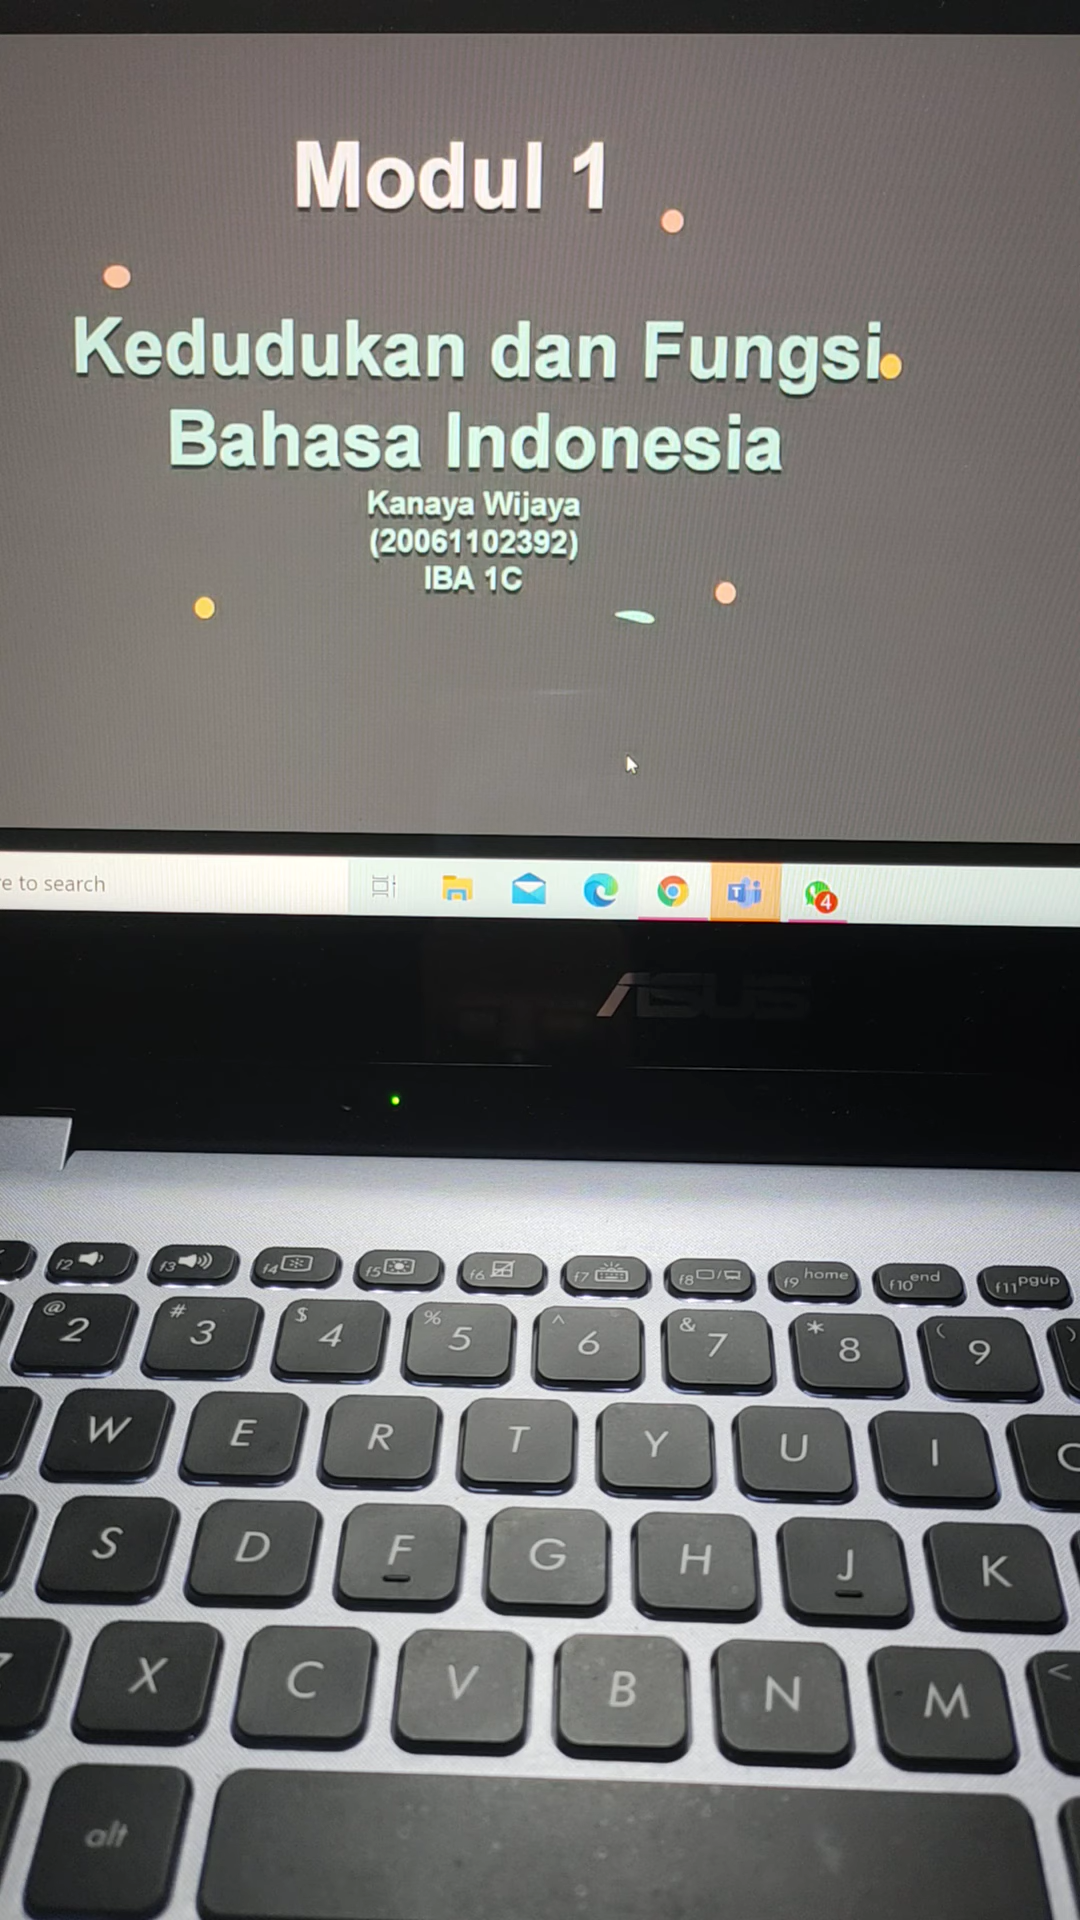 Modul 1
Kedudukan dan Fungsi
Bahasa Indonesia
Kanaya Wijaya
(20061102392)
IBA 1C
e to search
T
4
ASUS
f2
f3
f4
f5
f6
f7
f8
f9 home
f10 end
f11 pgup
@ 2
# 3
$ 4
% 5
^ 6
& 7
* 8
( 9
)
W E R T Y U I
S D F G H J K
X C V B N M <
alt